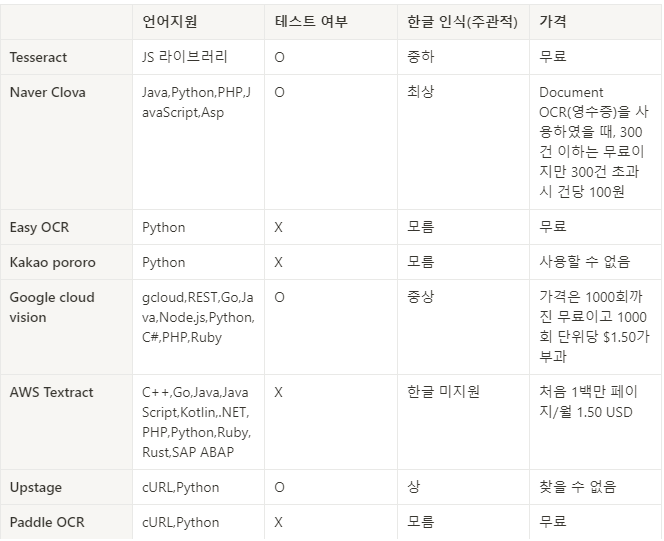 언어지원 테스트 여부 한글 인식(주관적) 가격
Tesseract JS 라이브러리 O 중하 무료
Naver Clova Java,Python,PHP,J O 최상 Document
avaScript,Asp OCR(영수증)을 사
용하였을 때, 300
건 이하는 무료이
지만 300건 초과
시 건당 100원
Easy OCR Python X 모름 무료
Kakao pororo Python X 모름 사용할 수 없음
Google cloud gcloud,REST,Go,Ja O 중상 가격은 1000회까
vision va,Node.js,Python, 진 무료이고 1000
C#,PHP,Ruby 회 단위당 $1.50가
부과
AWS Textract C++,Go,Java,Java X 한글 미지원 처음 1백만 페이
Script,Kotlin,.NET, 지/월 1.50 USD
PHP,Python,Ruby,
Rust,SAP ABAP
Upstage cURL,Python O 상 찾을 수 없음
Paddle OCR cURL,Python X 모름 무료